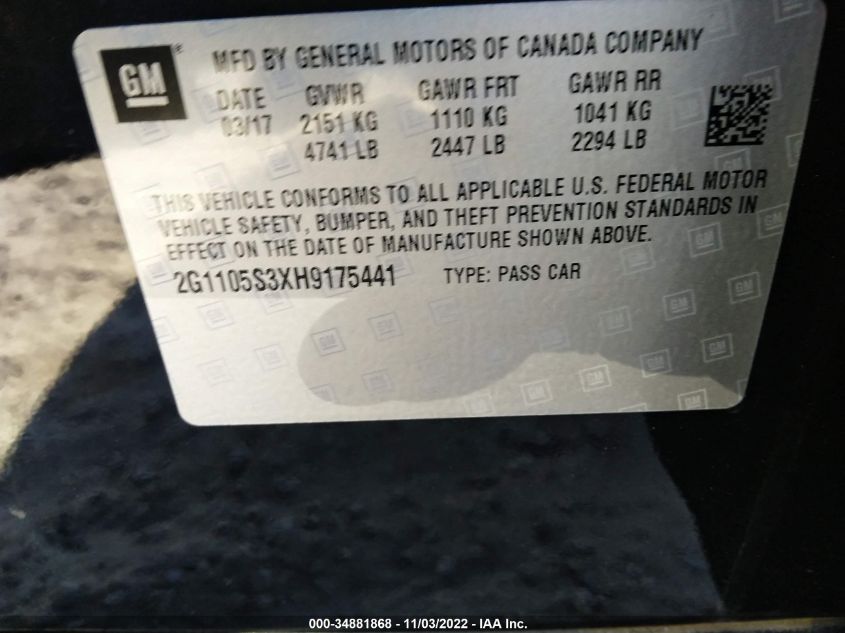 GM ® MFD BY GENERAL MOTORS OF CANADA COMPANY
DATE GVWR GAWR FRT GAWR RR
03/17 2151 KG 1110 KG 1041 KG
4741 LB 2447 LB 2294 LB
THIS VEHICLE CONFORMS TO ALL APPLICABLE U.S. FEDERAL MOTOR
VEHICLE SAFETY, BUMPER, AND THEFT PREVENTION STANDARDS IN
EFFECT ON THE DATE OF MANUFACTURE SHOWN ABOVE.
2G1105S3XH9175441 TYPE: PASS CAR
000-34881868 - 11/03/2022 - IAA Inc.